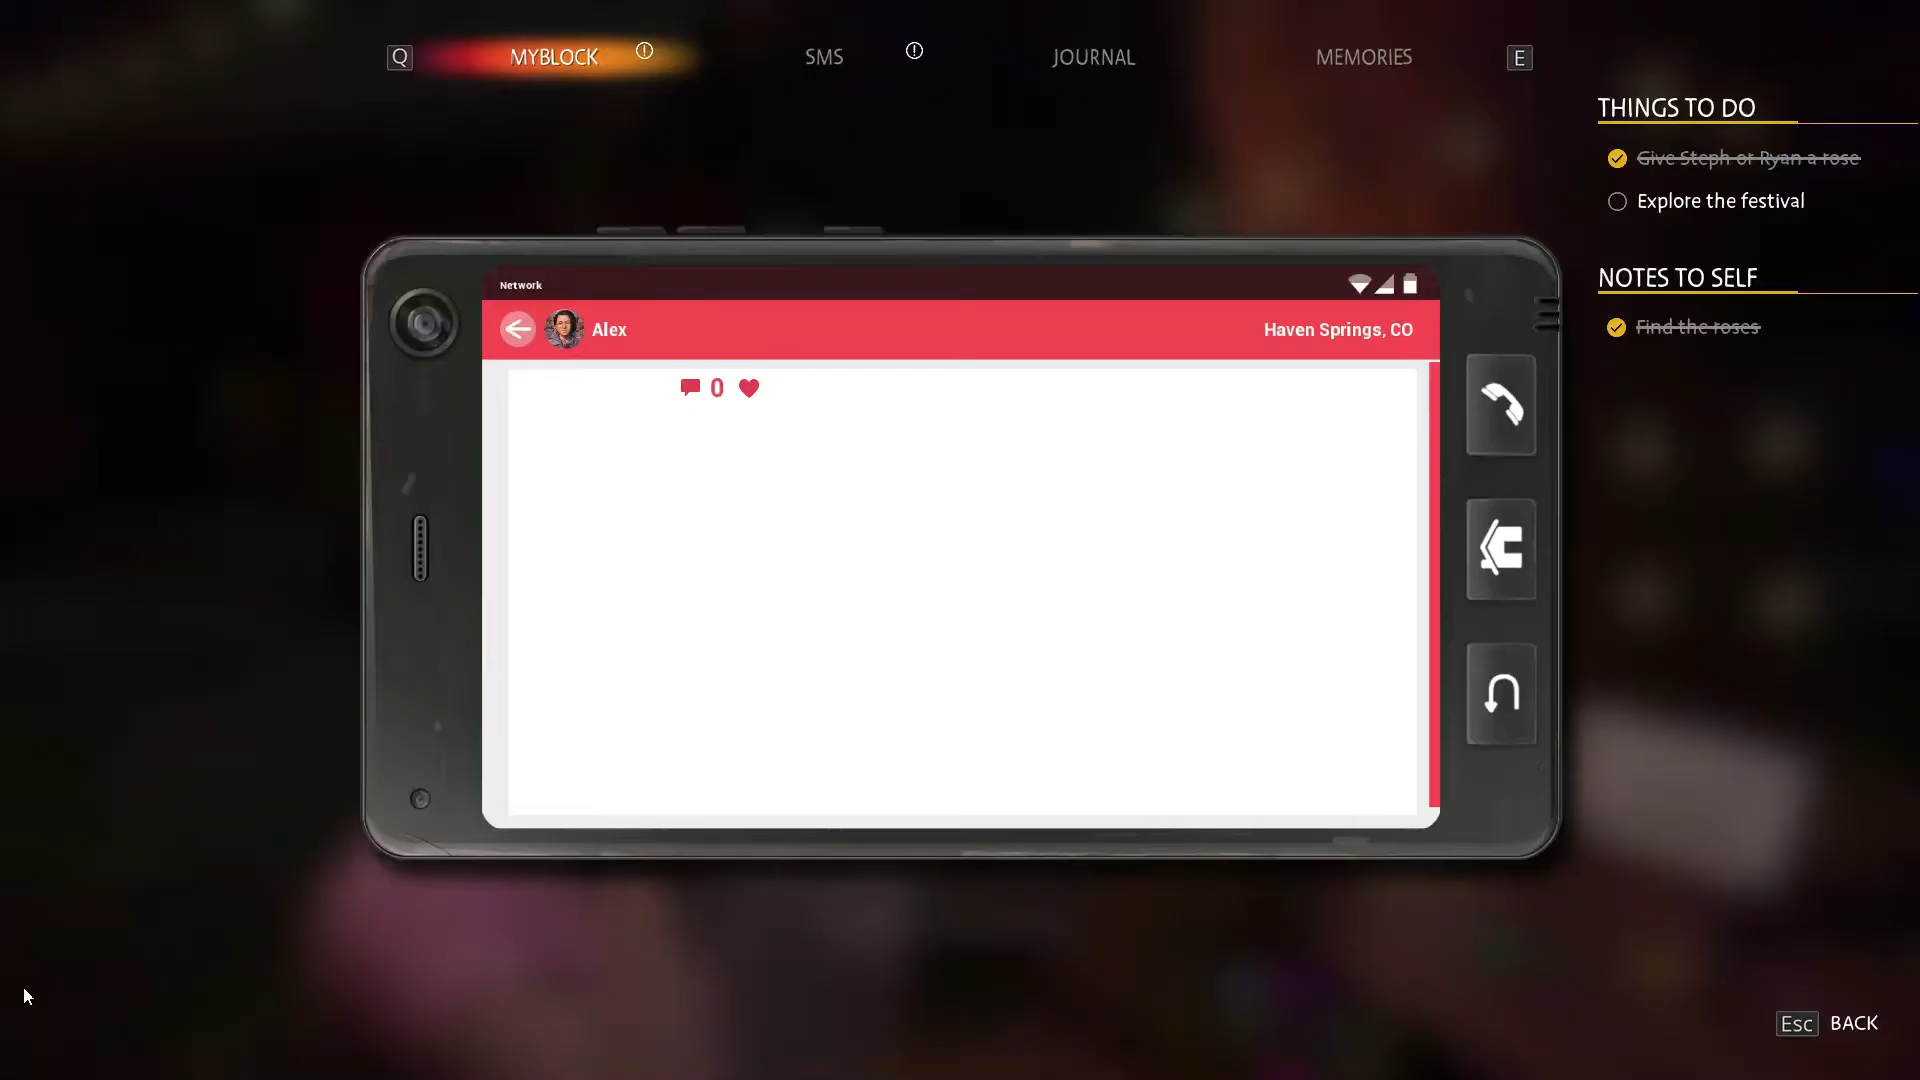 Q MYBLOCK SMS JOURNAL MEMORIES E
THINGS TO DO
Give Steph or Ryan a rose
Explore the festival
NOTES TO SELF
Find the roses
Network
Alex
Haven Springs, CO
0
Esc BACK